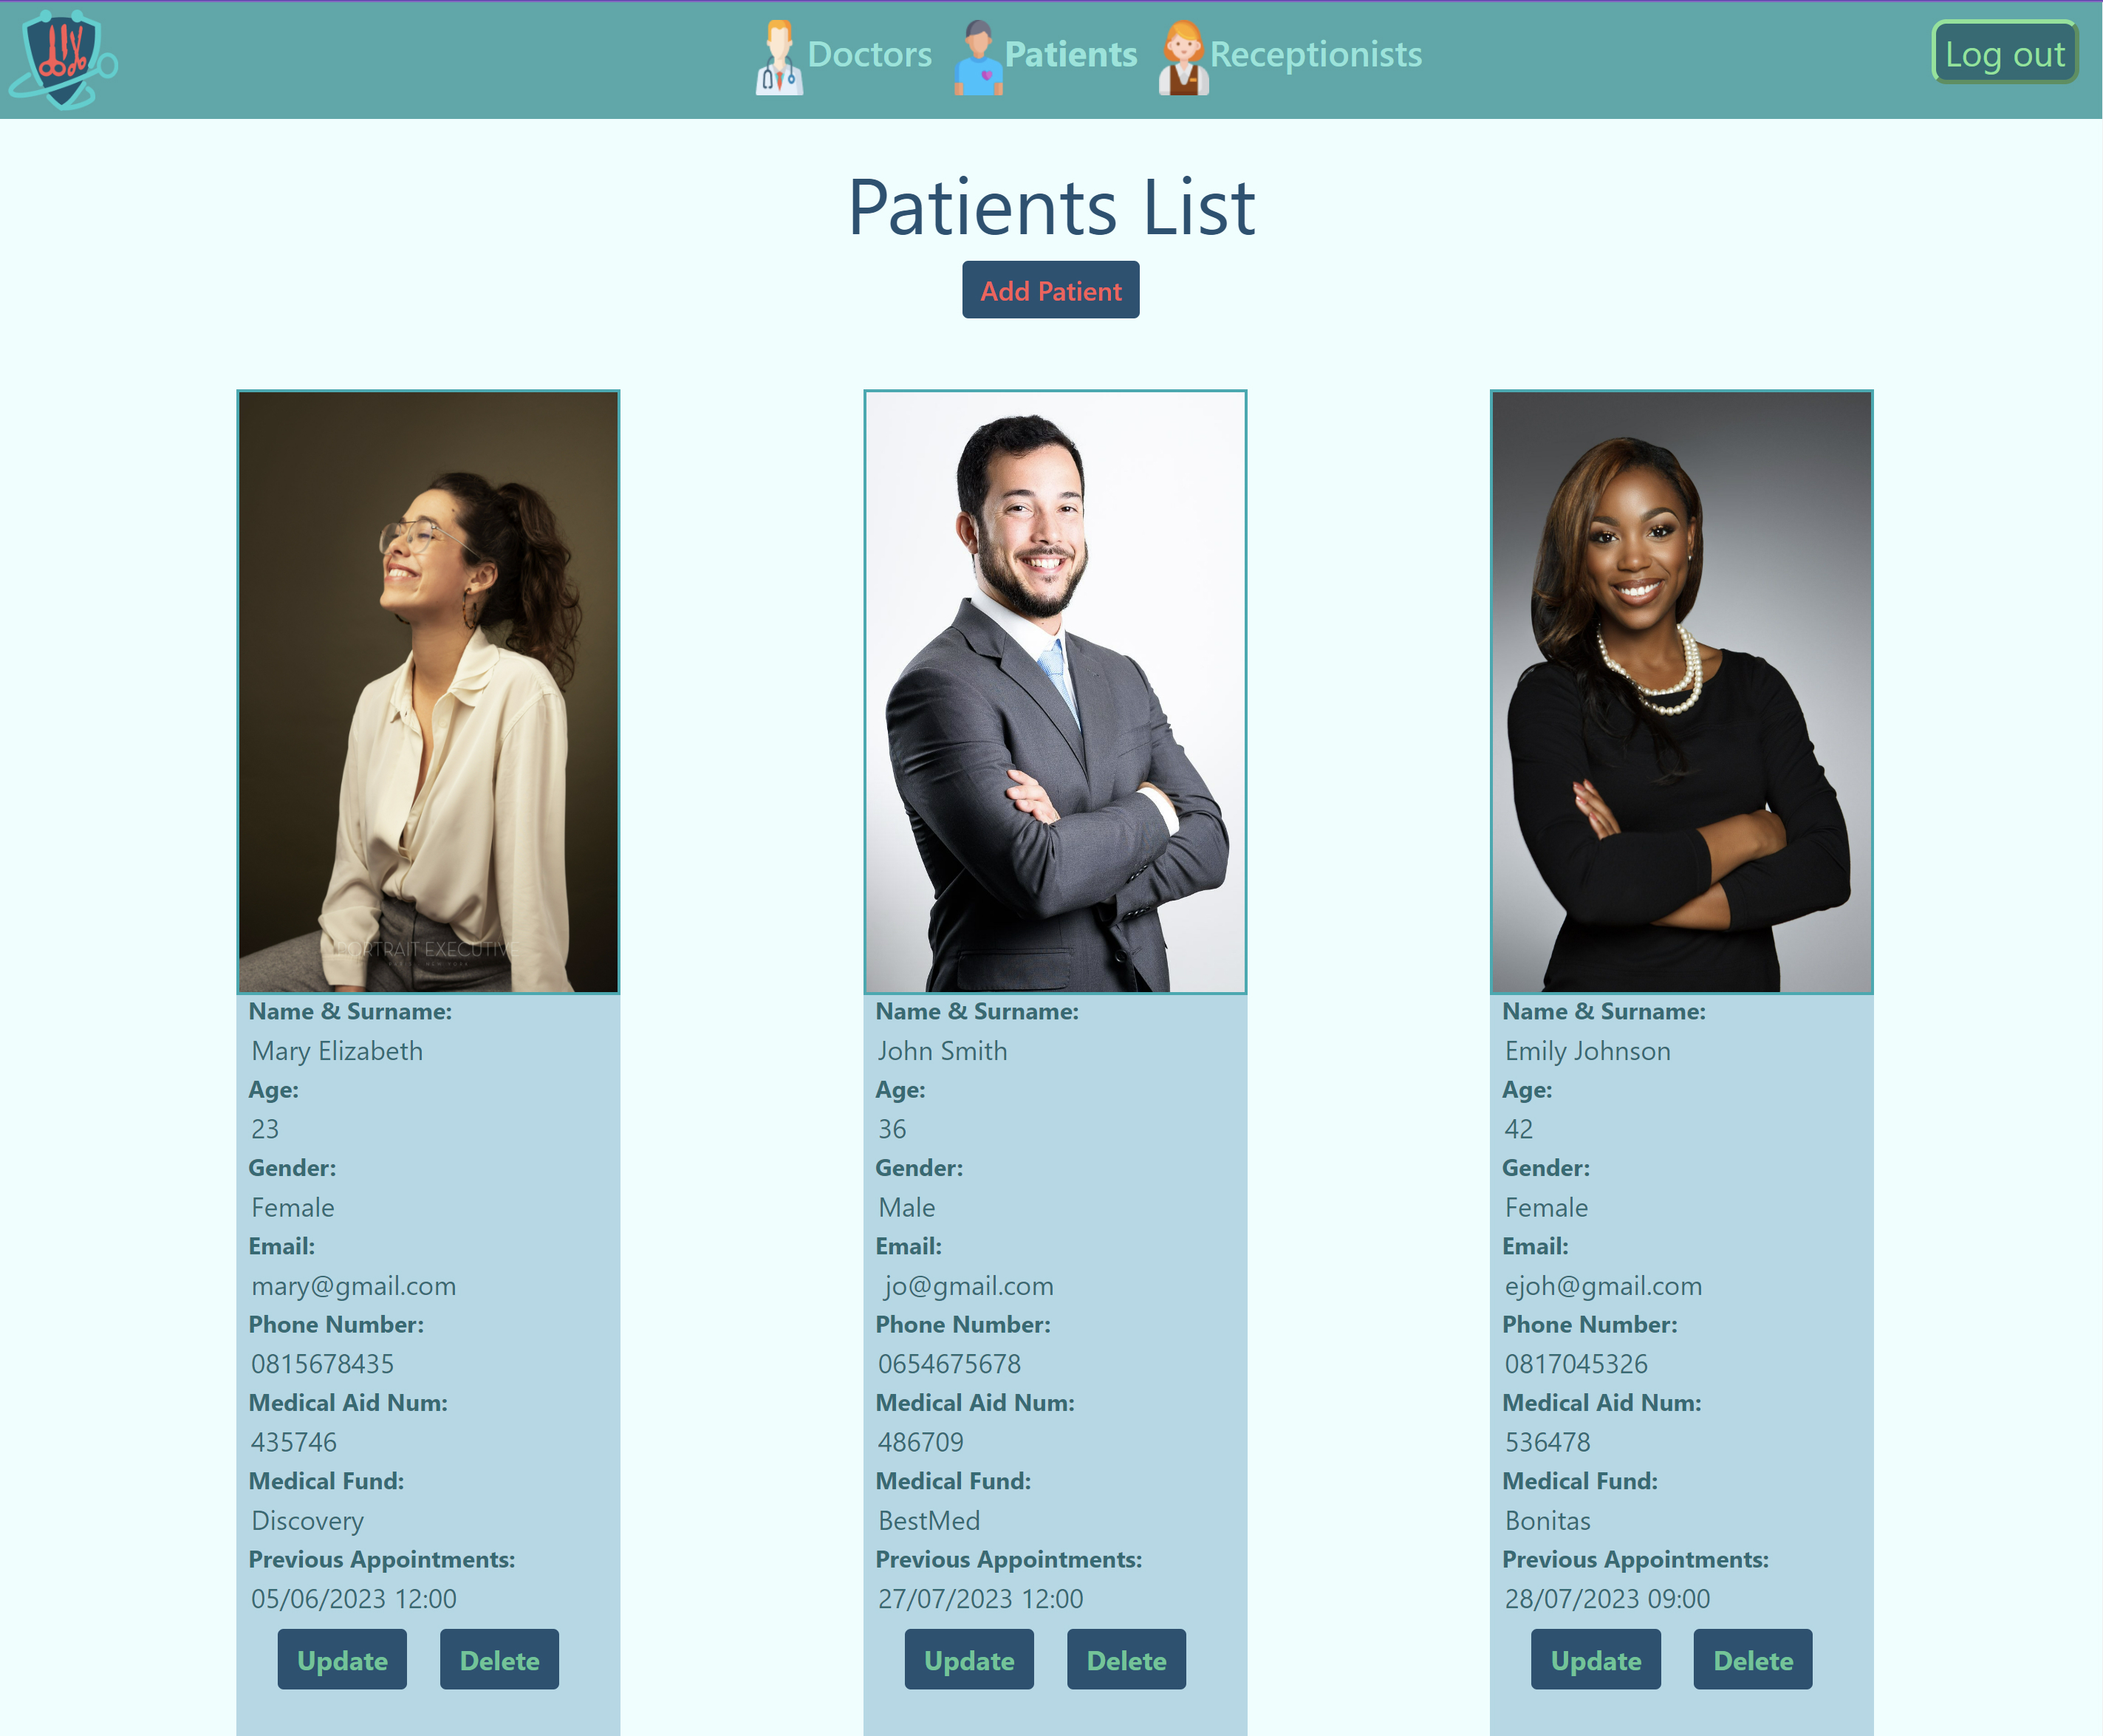 Doctors Patients Receptionists Log out
Patients List
Add Patient
PORTRAIT EXECUTIVE
Name & Surname:
Mary Elizabeth
Age:
23
Gender:
Female
Email:
mary@gmail.com
Phone Number:
0815678435
Medical Aid Num:
435746
Medical Fund:
Discovery
Previous Appointments:
05/06/2023 12:00
Update Delete
Name & Surname:
John Smith
Age:
36
Gender:
Male
Email:
jo@gmail.com
Phone Number:
0654675678
Medical Aid Num:
486709
Medical Fund:
BestMed
Previous Appointments:
27/07/2023 12:00
Update Delete
Name & Surname:
Emily Johnson
Age:
42
Gender:
Female
Email:
ejoh@gmail.com
Phone Number:
0817045326
Medical Aid Num:
536478
Medical Fund:
Bonitas
Previous Appointments:
28/07/2023 09:00
Update Delete